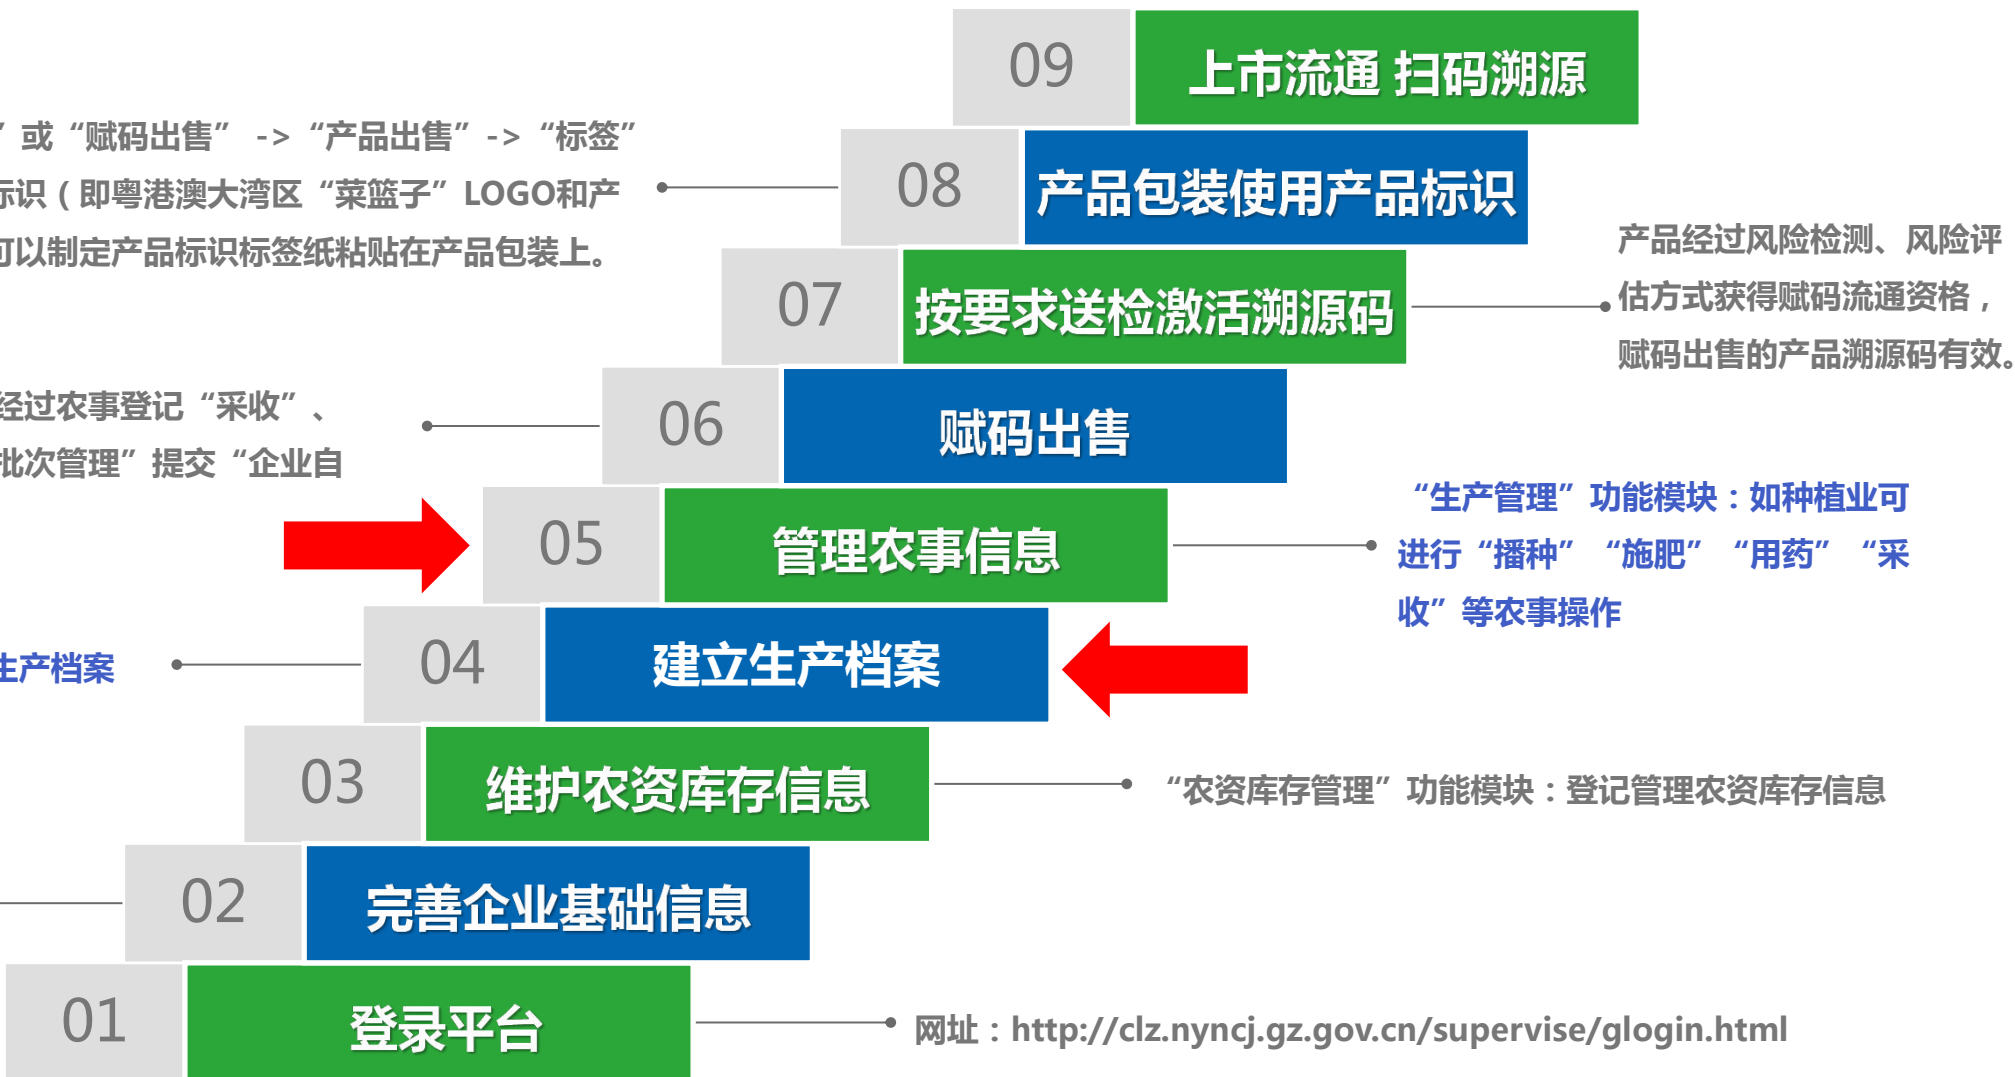 09
上市流通 扫码溯源
”或“赋码出售” ->“产品出售”->“标签”
标识（即粤港澳大湾区“菜篮子”LOGO和产
可以制定产品标识标签纸粘贴在产品包装上。
08
产品包装使用产品标识
07
按要求送检激活溯源码
产品经过风险检测、风险评
估方式获得赋码流通资格，
赋码出售的产品溯源码有效。
经过农事登记“采收”、
批次管理”提交“企业自
06
赋码出售
05
管理农事信息
“生产管理”功能模块：如种植业可
进行“播种”“施肥”“用药”“采
收”等农事操作
生产档案
04
建立生产档案
03
维护农资库存信息
“农资库存管理”功能模块：登记管理农资库存信息
02
完善企业基础信息
01
登录平台
网址：http://clz.nyncj.gz.gov.cn/supervise/glogin.html